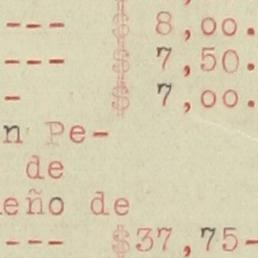 --- $ 8,00.
--- $ 7,50.
- $ 7,00.
n Pe-
de
eño de
--- $37,75-